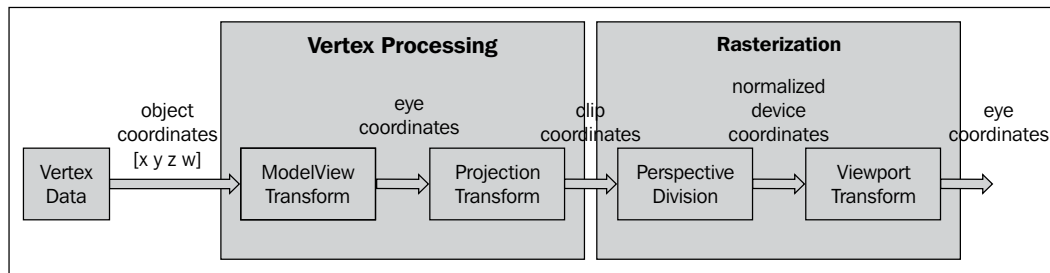 Vertex Processing
Rasterization
object
coordinates
[x y z w]
eye
coordinates
clip
coordinates
normalized
device
coordinates
eye
coordinates
Vertex
Data
ModelView
Transform
Projection
Transform
Perspective
Division
Viewport
Transform